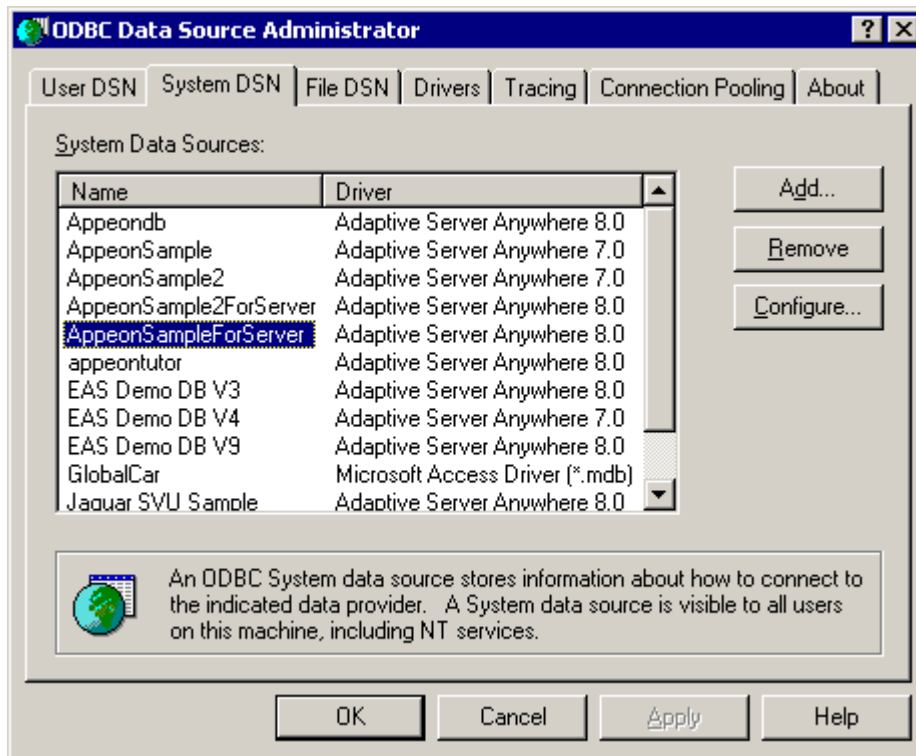 ODBC Data Source Administrator
User DSN System DSN File DSN Drivers Tracing Connection Pooling About
System Data Sources:
Name Driver
Appeondb Adaptive Server Anywhere 8.0
AppeonSample Adaptive Server Anywhere 7.0
AppeonSample2 Adaptive Server Anywhere 7.0
AppeonSample2ForServer Adaptive Server Anywhere 8.0
AppeonSampleForServer Adaptive Server Anywhere 8.0
appeontutor Adaptive Server Anywhere 8.0
EAS Demo DB V3 Adaptive Server Anywhere 8.0
EAS Demo DB V4 Adaptive Server Anywhere 7.0
EAS Demo DB V9 Adaptive Server Anywhere 8.0
GlobalCar Microsoft Access Driver (*.mdb)
Jaguar SVU Sample Adaptive Server Anywhere 8.0
Add...
Remove
Configure...
An ODBC System data source stores information about how to connect to
the indicated data provider. A System data source is visible to all users
on this machine, including NT services.
OK Cancel Apply Help